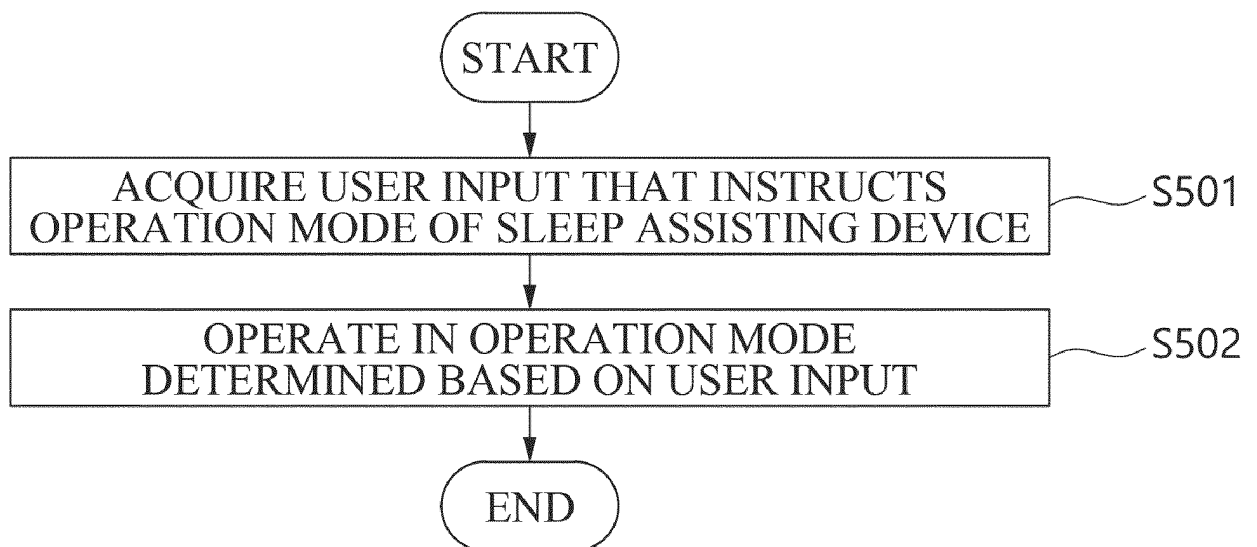 START
ACQUIRE USER INPUT THAT INSTRUCTS
OPERATION MODE OF SLEEP ASSISTING DEVICE
S501
OPERATE IN OPERATION MODE
DETERMINED BASED ON USER INPUT
S502
END